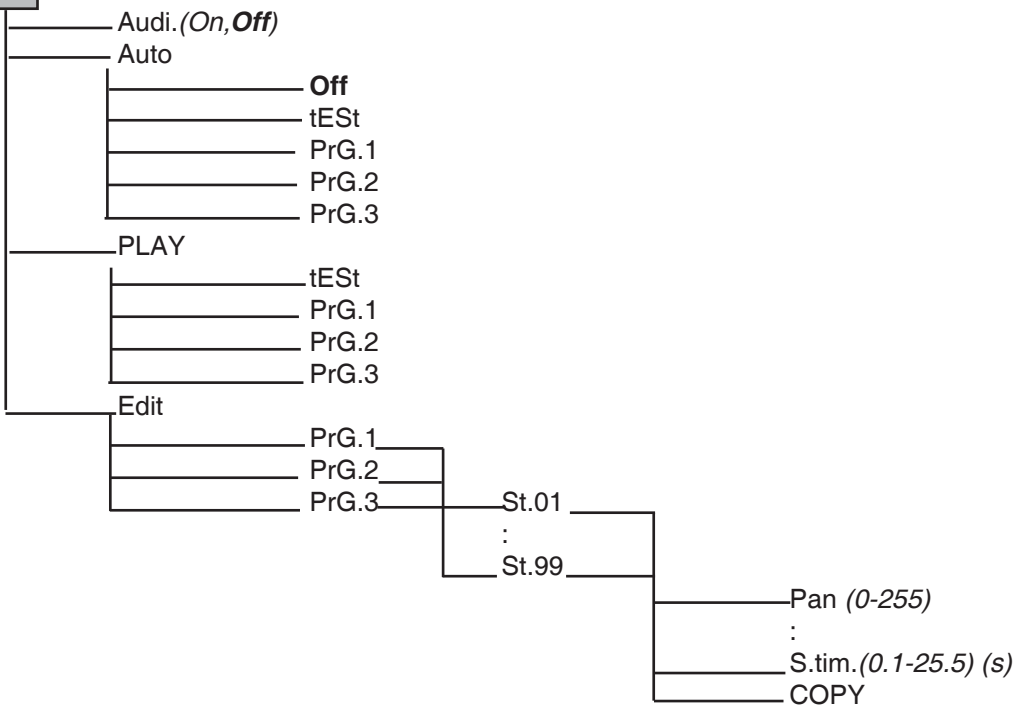 Audi.(On,Off)
Auto
Off
tESt
PrG.1
PrG.2
PrG.3
PLAY
tESt
PrG.1
PrG.2
PrG.3
Edit
PrG.1
PrG.2
PrG.3
St.01
:
St.99
Pan (0-255)
:
S.tim.(0.1-25.5) (s)
COPY